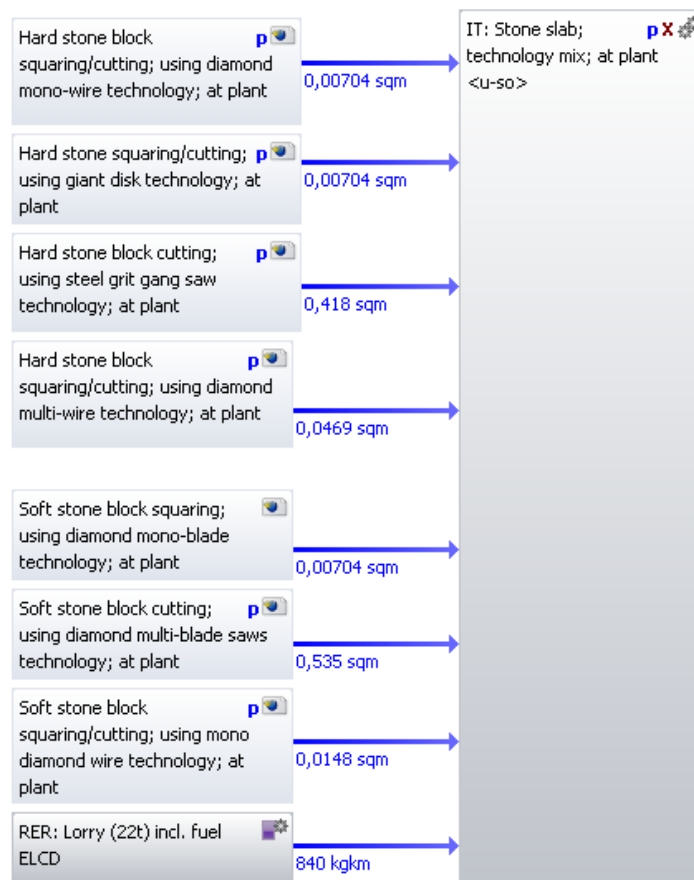 Hard stone block p
squaring/cutting; using diamond
mono-wire technology; at plant
0,00704 sqm
Hard stone squaring/cutting; p
using giant disk technology; at
plant
0,00704 sqm
Hard stone block cutting; p
using steel grit gang saw
technology; at plant
0,418 sqm
Hard stone block p
squaring/cutting; using diamond
multi-wire technology; at plant
0,0469 sqm
Soft stone block squaring;
using diamond mono-blade
technology; at plant
0,00704 sqm
Soft stone block cutting; p
using diamond multi-blade saws
technology; at plant
0,535 sqm
Soft stone block p
squaring/cutting; using mono
diamond wire technology; at
plant
0,0148 sqm
RER: Lorry (22t) incl. fuel
ELCD
840 kgkm
IT: Stone slab; p X
technology mix; at plant
<u-so>